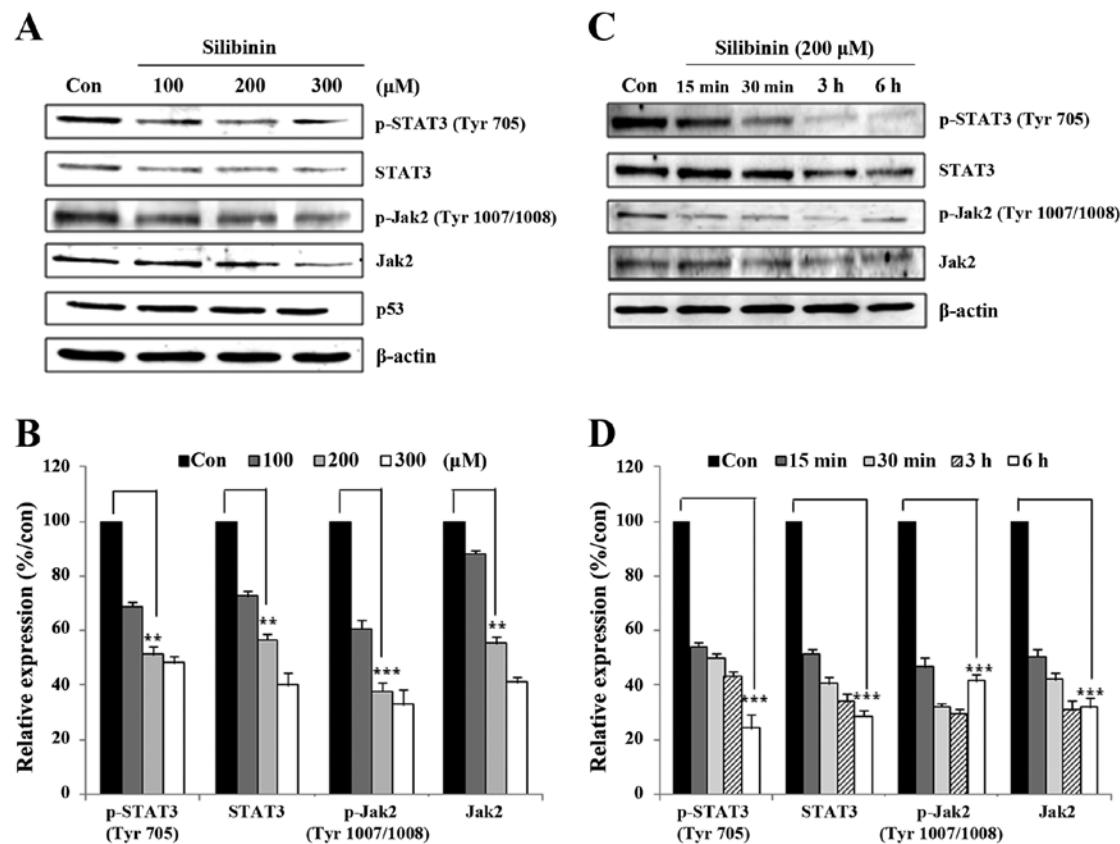 A
Silibinin
Con 100 200 300 (μM)
p-STAT3 (Tyr 705)
STAT3
p-Jak2 (Tyr 1007/1008)
Jak2
p53
β-actin
C
Silibinin (200 μM)
Con 15 min 30 min 3 h 6 h
p-STAT3 (Tyr 705)
STAT3
p-Jak2 (Tyr 1007/1008)
Jak2
β-actin
B
Con 100 200 300 (μM)
Relative expression (%/con)
120
100
80
60
40
20
0
**
**
***
**
p-STAT3 STAT3 p-Jak2 Jak2
(Tyr 705) (Tyr 1007/1008)
D
Con 15 min 30 min 3 h 6 h
Relative expression (%/con)
120
100
80
60
40
20
0
***
***
***
***
p-STAT3 STAT3 p-Jak2 Jak2
(Tyr 705) (Tyr 1007/1008)